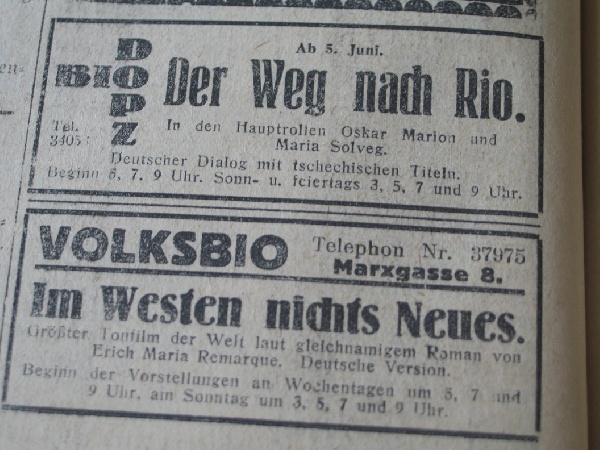 Ab 5. Juni.
BIO DOPZ
Der Weg nach Rio.
Tel.
In den Hauptrollen Oskar Marion und
Maria Solveg.
Deutscher Dialog mit tschechischen Titeln.
Beginn 5, 7, 9 Uhr. Sonn- u. feiertags 3, 5, 7 und 9 Uhr.
VOLKSBIO
Telephon Nr. 37975
Marxgasse 8.
Im Westen nichts Neues.
Größter Tonfilm der Welt laut gleichnamigem Roman von
Erich Maria Remarque. Deutsche Version.
Beginn der Vorstellungen an Wochentagen um 5, 7 und
9 Uhr, am Sonntag um 3, 5, 7 und 9 Uhr.